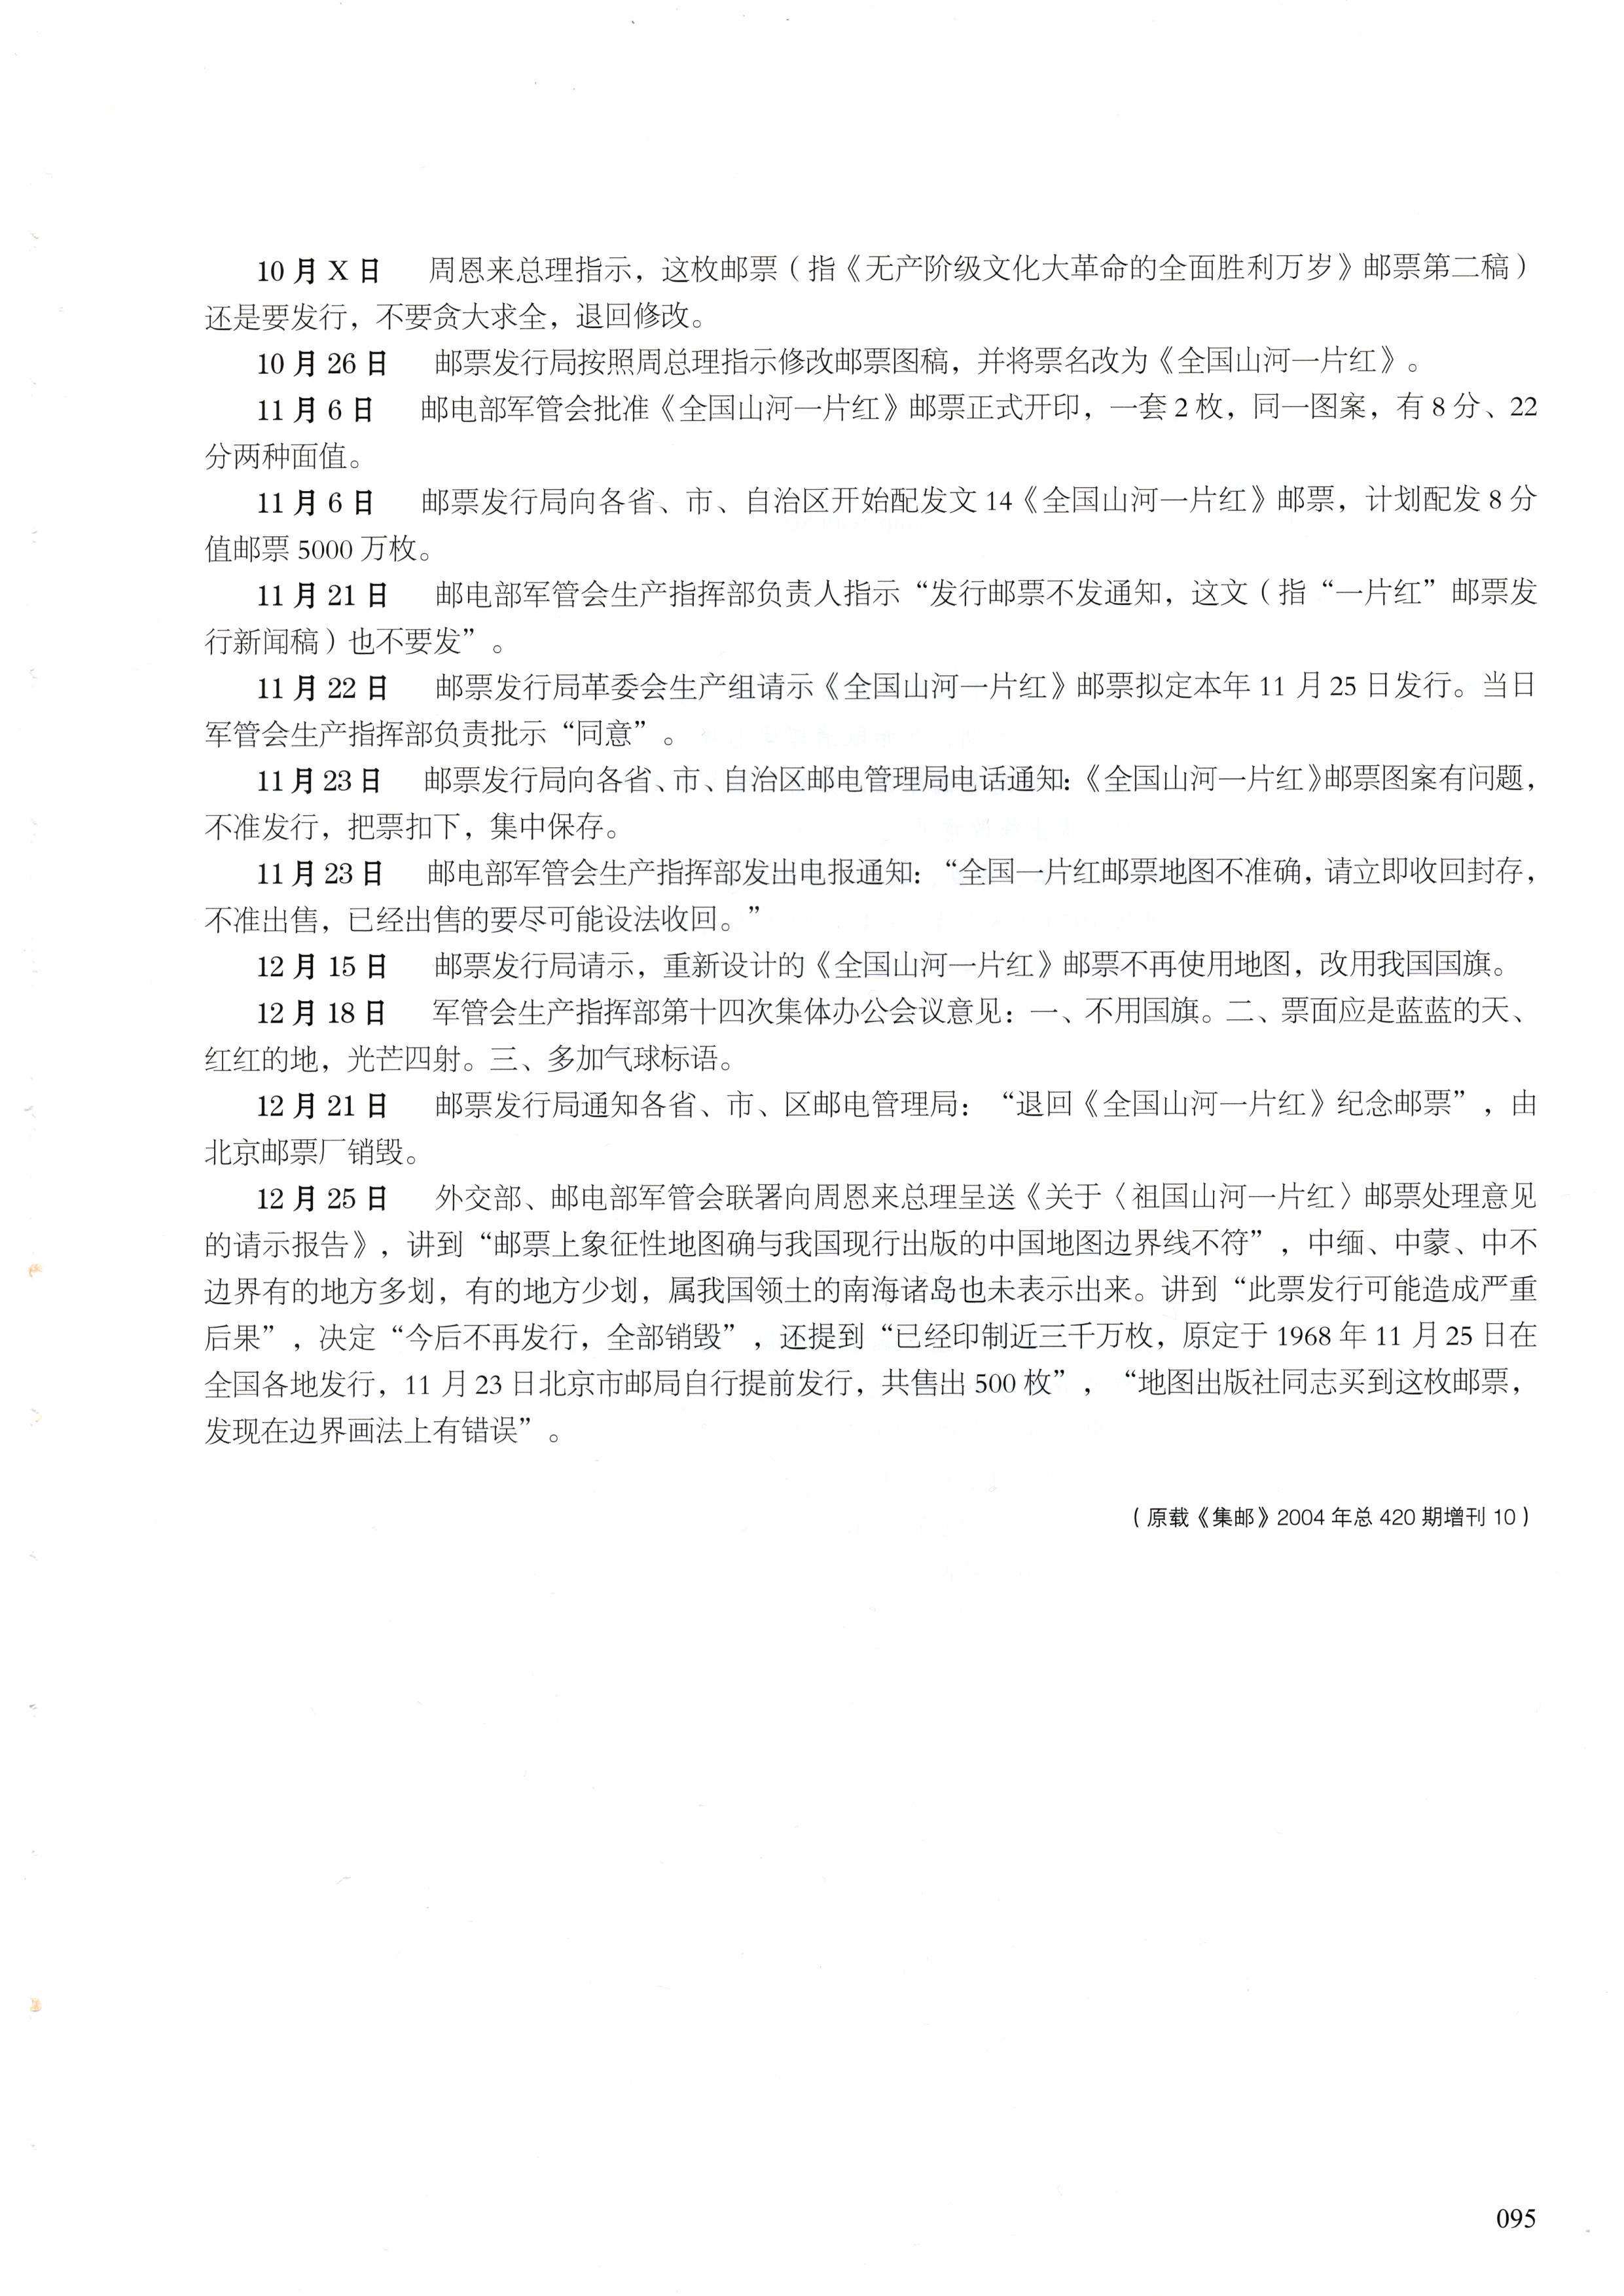 10 月 X 日　周恩来总理指示，这枚邮票（指《无产阶级文化大革命的全面胜利万岁》邮票第二稿）
还是要发行，不要贪大求全，退回修改。
10 月 26 日　邮票发行局按照周总理指示修改邮票图稿，并将票名改为《全国山河一片红》。
11 月 6 日　邮电部军管会批准《全国山河一片红》邮票正式开印，一套 2 枚，同一图案，有 8 分、22
分两种面值。
11 月 6 日　邮票发行局向各省、市、自治区开始配发文 14《全国山河一片红》邮票，计划配发 8 分
值邮票 5000 万枚。
11 月 21 日　邮电部军管会生产指挥部负责人指示“发行邮票不发通知，这文（指“一片红”邮票发
行新闻稿）也不要发”。
11 月 22 日　邮票发行局革委会生产组请示《全国山河一片红》邮票拟定本年 11 月 25 日发行。当日
军管会生产指挥部负责批示“同意”。
11 月 23 日　邮票发行局向各省、市、自治区邮电管理局电话通知：《全国山河一片红》邮票图案有问题，
不准发行，把票扣下，集中保存。
11 月 23 日　邮电部军管会生产指挥部发出电报通知：“全国一片红邮票地图不准确，请立即收回封存，
不准出售，已经出售的要尽可能设法收回。”
12 月 15 日　邮票发行局请示，重新设计的《全国山河一片红》邮票不再使用地图，改用我国国旗。
12 月 18 日　军管会生产指挥部第十四次集体办公会议意见：一、不用国旗。二、票面应是蓝蓝的天、
红红的地，光芒四射。三、多加气球标语。
12 月 21 日　邮票发行局通知各省、市、区邮电管理局：“退回《全国山河一片红》纪念邮票”，由
北京邮票厂销毁。
12 月 25 日　外交部、邮电部军管会联署向周恩来总理呈送《关于〈祖国山河一片红〉邮票处理意见
的请示报告》，讲到“邮票上象征性地图确与我国现行出版的中国地图边界线不符”，中缅、中蒙、中不
边界有的地方多划，有的地方少划，属我国领土的南海诸岛也未表示出来。讲到“此票发行可能造成严重
后果”，决定“今后不再发行，全部销毁”，还提到“已经印制近三千万枚，原定于 1968 年 11 月 25 日在
全国各地发行，11 月 23 日北京市邮局自行提前发行，共售出 500 枚”，“地图出版社同志买到这枚邮票，
发现在边界画法上有错误”。
（原载《集邮》2004 年总 420 期增刊 10）
095